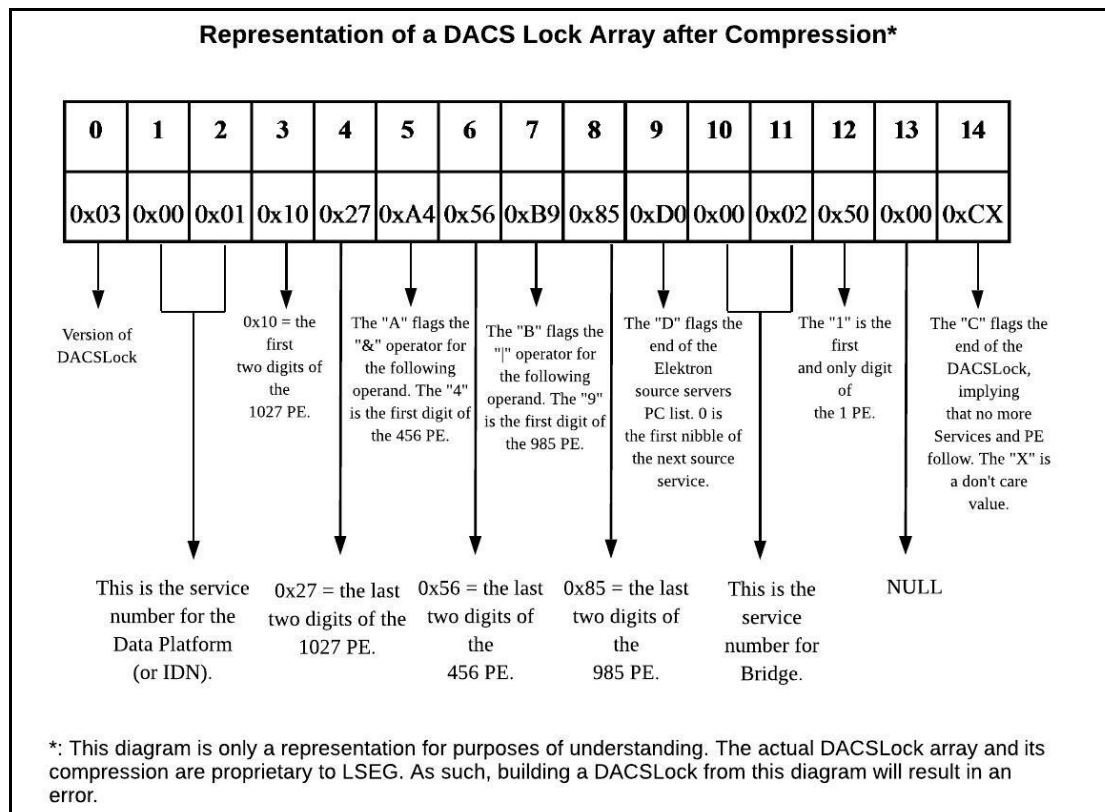 Representation of a DACS Lock Array after Compression*
0 1 2 3 4 5 6 7 8 9 10 11 12 13 14
0x03 0x00 0x01 0x10 0x27 0xA4 0x56 0xB9 0x85 0xD0 0x00 0x02 0x50 0x00 0xCX
Version of
DACSLock
0x10 = the
first
two digits of
the
1027 PE.
The "A" flags the
"&" operator for
the following
operand. The "4"
is the first digit of
the 456 PE.
The "B" flags the
"|" operator for
the following
operand. The "9"
is the first digit of
the 985 PE.
The "D" flags the
end of the
Elektron
source servers
PC list. 0 is
the first nibble of
the next source
service.
The "1" is the
first
and only digit
of
the 1 PE.
The "C" flags the
end of the
DACSLock,
implying
that no more
Services and PE
follow. The "X" is
a don't care
value.
This is the service
number for the
Data Platform
(or IDN).
0x27 = the last
two digits of the
1027 PE.
0x56 = the last
two digits of
the
456 PE.
0x85 = the last
two digits of
the
985 PE.
This is the
service
number for
Bridge.
NULL
*: This diagram is only a representation for purposes of understanding. The actual DACSLock array and its
compression are proprietary to LSEG. As such, building a DACSLock from this diagram will result in an
error.